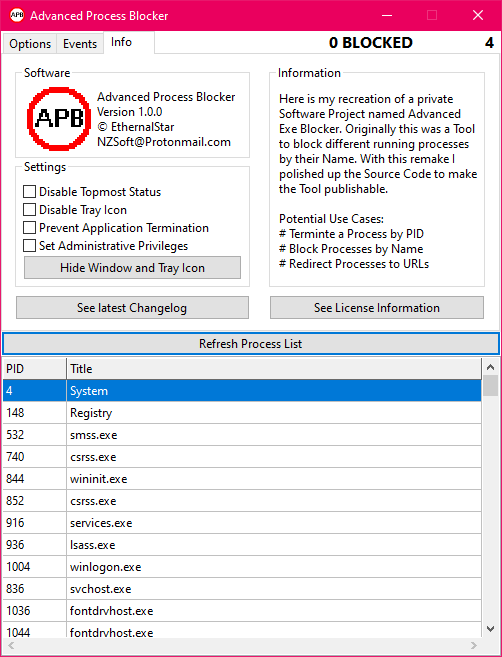 APB Advanced Process Blocker
Options Events Info 0 BLOCKED 4
Software
APB
Advanced Process Blocker
Version 1.0.0
© EthernalStar
NZSoft@Protonmail.com
Settings
Disable Topmost Status
Disable Tray Icon
Prevent Application Termination
Set Administrative Privileges
Hide Window and Tray Icon
Information
Here is my recreation of a private
Software Project named Advanced
Exe Blocker. Originally this was a Tool
to block different running processes
by their Name. With this remake I
polished up the Source Code to make
the Tool publishable.
Potential Use Cases:
# Terminte a Process by PID
# Block Processes by Name
# Redirect Processes to URLs
See latest Changelog
See License Information
Refresh Process List
PID Title
4 System
148 Registry
532 smss.exe
740 csrss.exe
844 wininit.exe
852 csrss.exe
916 services.exe
936 lsass.exe
1004 winlogon.exe
836 svchost.exe
1036 fontdrvhost.exe
1044 fontdrvhost.exe